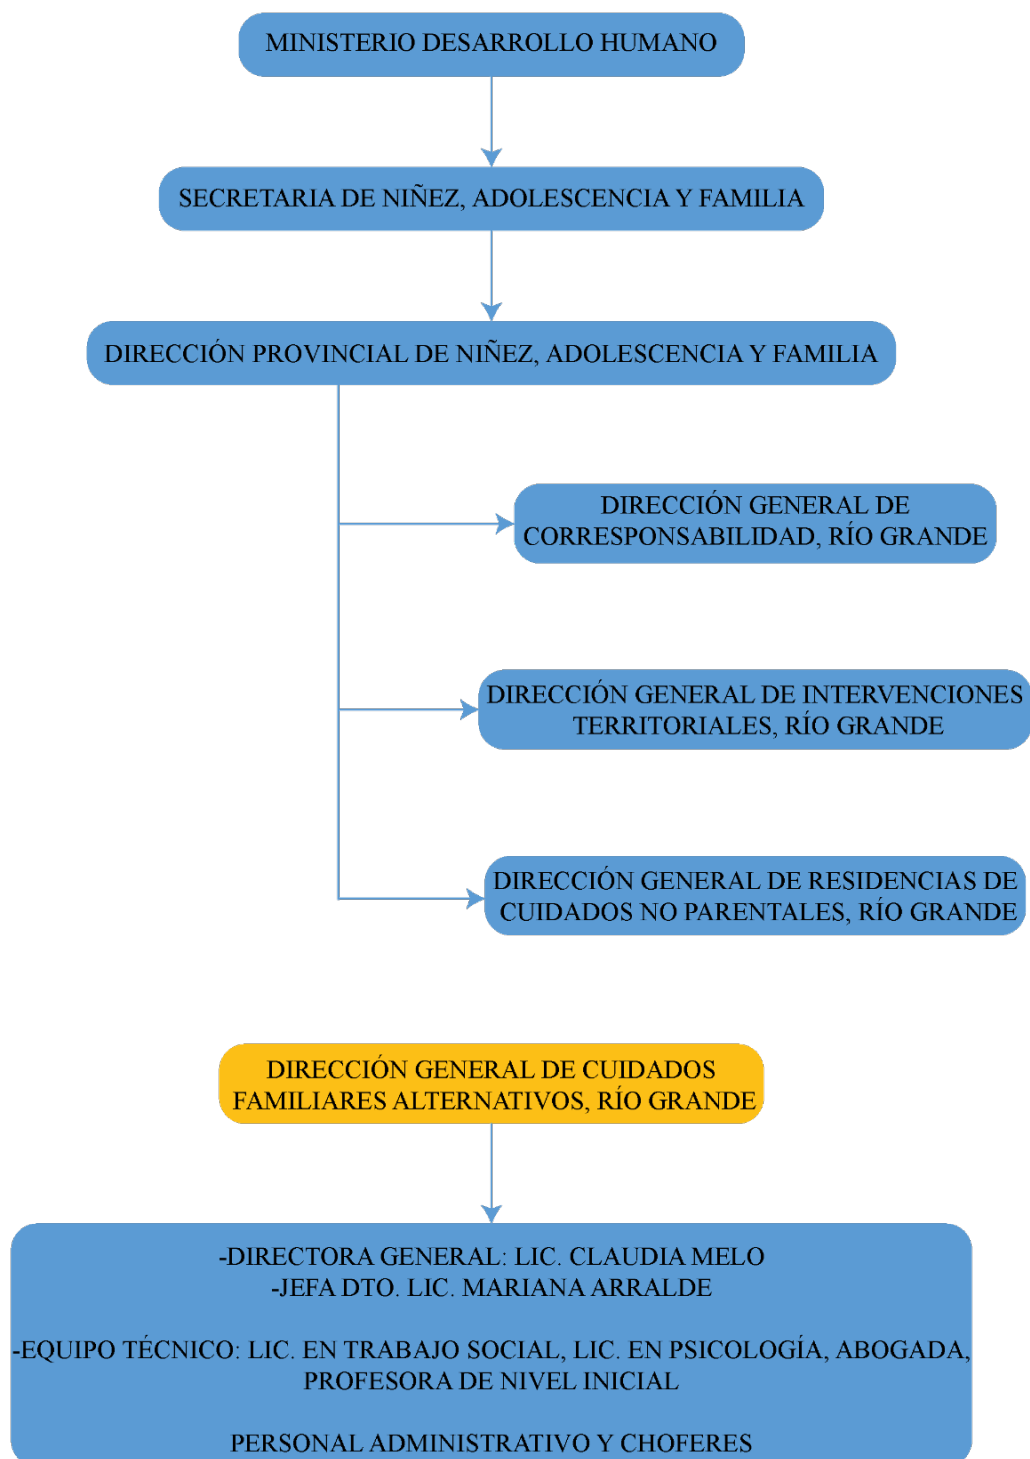 MINISTERIO DESARROLLO HUMANO
SECRETARIA DE NIÑEZ, ADOLESCENCIA Y FAMILIA
DIRECCIÓN PROVINCIAL DE NIÑEZ, ADOLESCENCIA Y FAMILIA
DIRECCIÓN GENERAL DE
CORRESPONSABILIDAD, RÍO GRANDE
DIRECCIÓN GENERAL DE INTERVENCIONES
TERRITORIALES, RÍO GRANDE
DIRECCIÓN GENERAL DE RESIDENCIAS DE
CUIDADOS NO PARENTALES, RÍO GRANDE
DIRECCIÓN GENERAL DE CUIDADOS
FAMILIARES ALTERNATIVOS, RÍO GRANDE
-DIRECTORA GENERAL: LIC. CLAUDIA MELO
-JEFA DTO. LIC. MARIANA ARRALDE
-EQUIPO TÉCNICO: LIC. EN TRABAJO SOCIAL, LIC. EN PSICOLOGÍA, ABOGADA,
PROFESORA DE NIVEL INICIAL
PERSONAL ADMINISTRATIVO Y CHOFERES